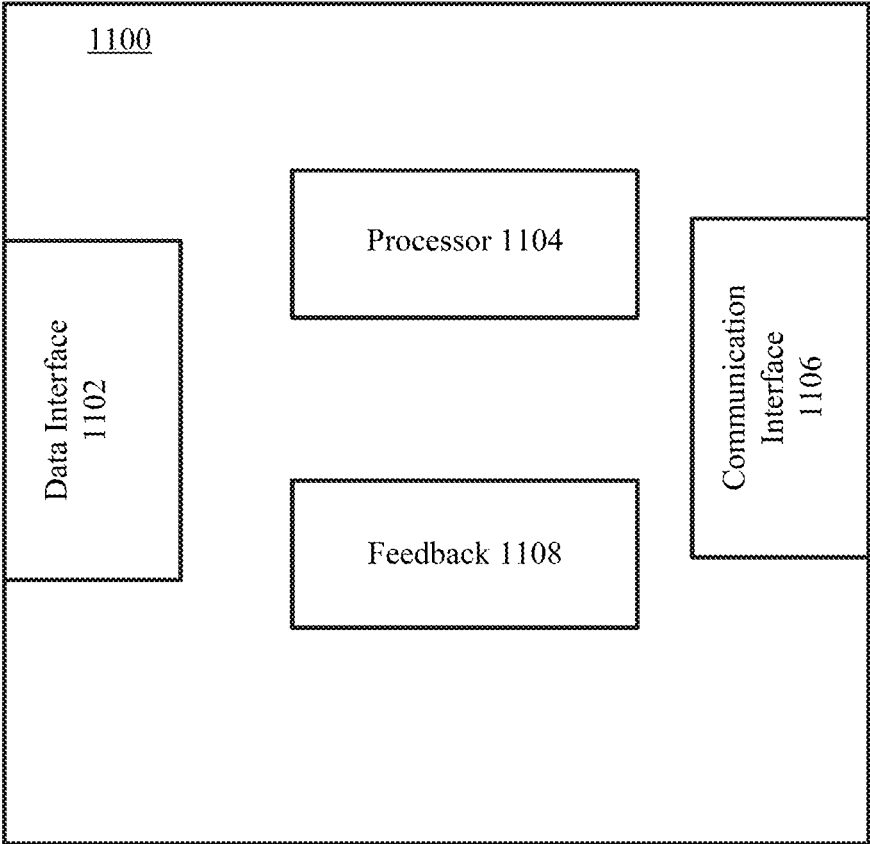 1100
Processor 1104
Data Interface
1102
Communication
Interface
1106
Feedback 1108